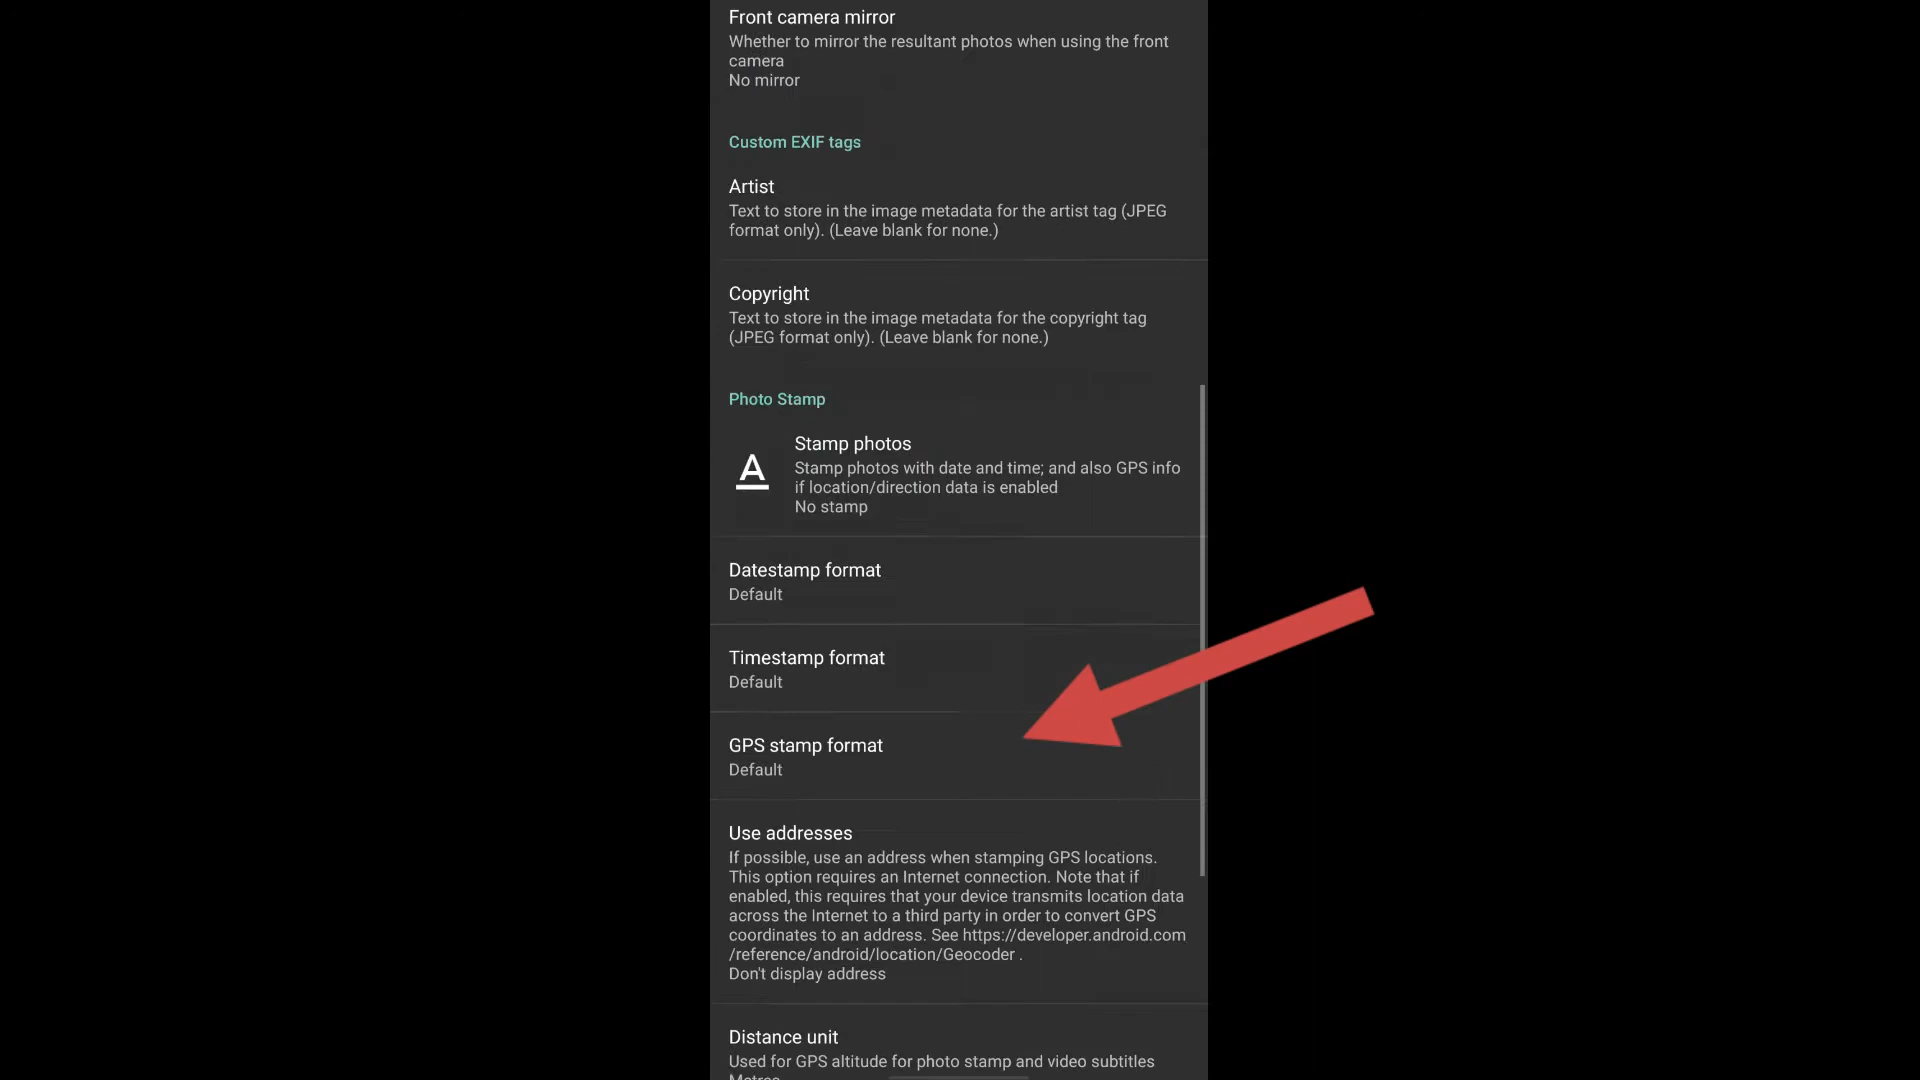 Front camera mirror
Whether to mirror the resultant photos when using the front
camera
No mirror
Custom EXIF tags
Artist
Text to store in the image metadata for the artist tag (JPEG
format only). (Leave blank for none.)
Copyright
Text to store in the image metadata for the copyright tag
(JPEG format only). (Leave blank for none.)
Photo Stamp
A
Stamp photos
Stamp photos with date and time; and also GPS info
if location/direction data is enabled
No stamp
Datestamp format
Default
Timestamp format
Default
GPS stamp format
Default
Use addresses
If possible, use an address when stamping GPS locations.
This option requires an Internet connection. Note that if
enabled, this requires that your device transmits location data
across the Internet to a third party in order to convert GPS
coordinates to an address. See https://developer.android.com
/reference/android/location/Geocoder .
Don't display address
Distance unit
Used for GPS altitude for photo stamp and video subtitles
Metres